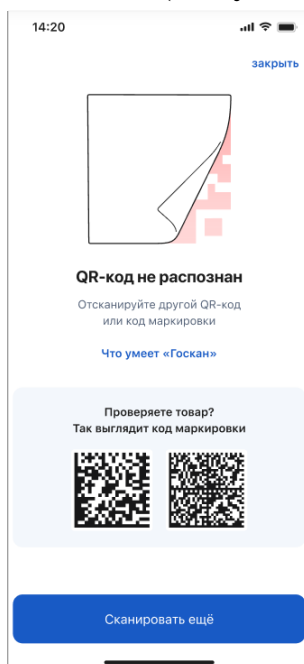 14:20
закрыть
QR-код не распознан
Отсканируйте другой QR-код
или код маркировки
Что умеет «Госкан»
Проверяете товар?
Так выглядит код маркировки
Сканировать ещё